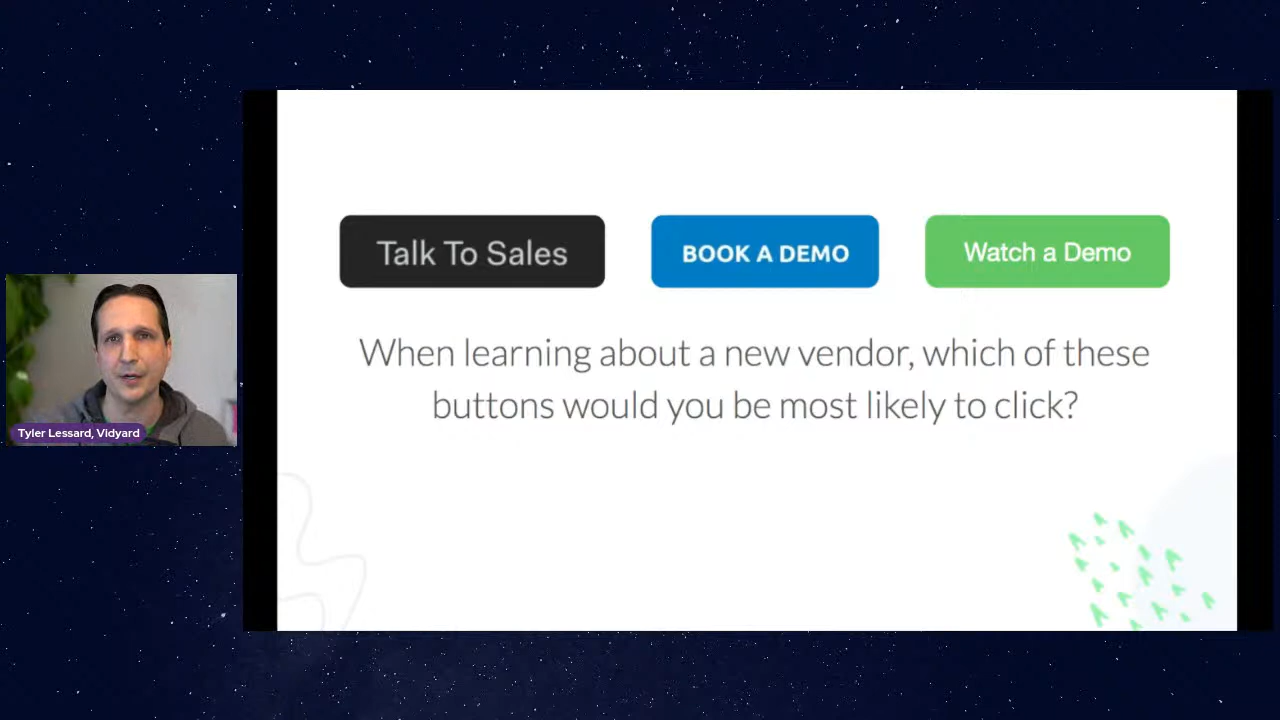 Talk To Sales
BOOK A DEMO
Watch a Demo
When learning about a new vendor, which of these
buttons would you be most likely to click?
Tyler Lessard, Vidyard